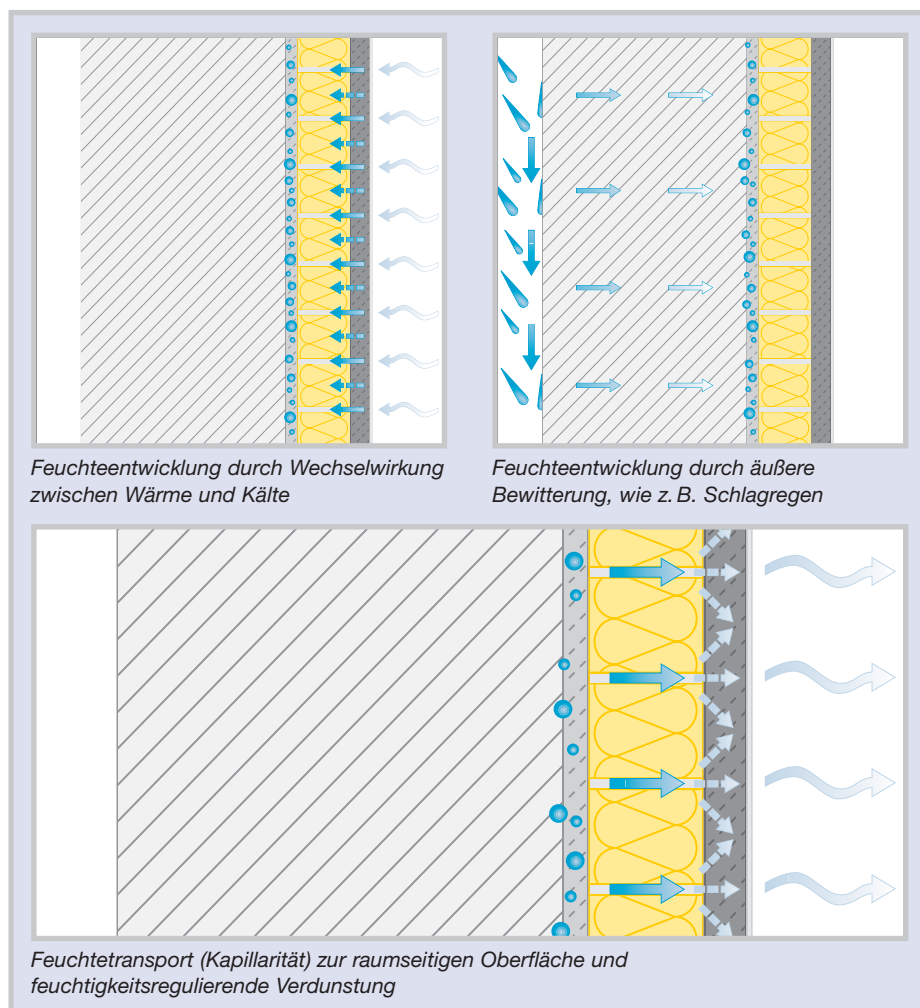 Feuchteentwicklung durch Wechselwirkung
zwischen Wärme und Kälte
Feuchteentwicklung durch äußere
Bewitterung, wie z. B. Schlagregen
Feuchtetransport (Kapillarität) zur raumseitigen Oberfläche und
feuchtigkeitsregulierende Verdunstung